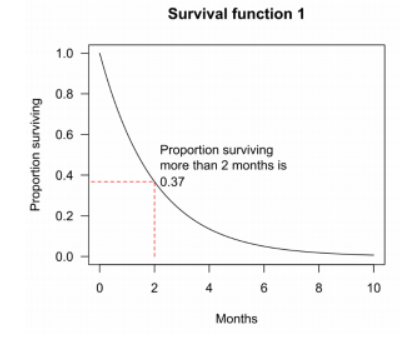 Survival function 1
Proportion surviving
1.0
0.8
0.6
0.4
0.2
0.0
Proportion surviving
more than 2 months is
0.37
0 2 4 6 8 10
Months